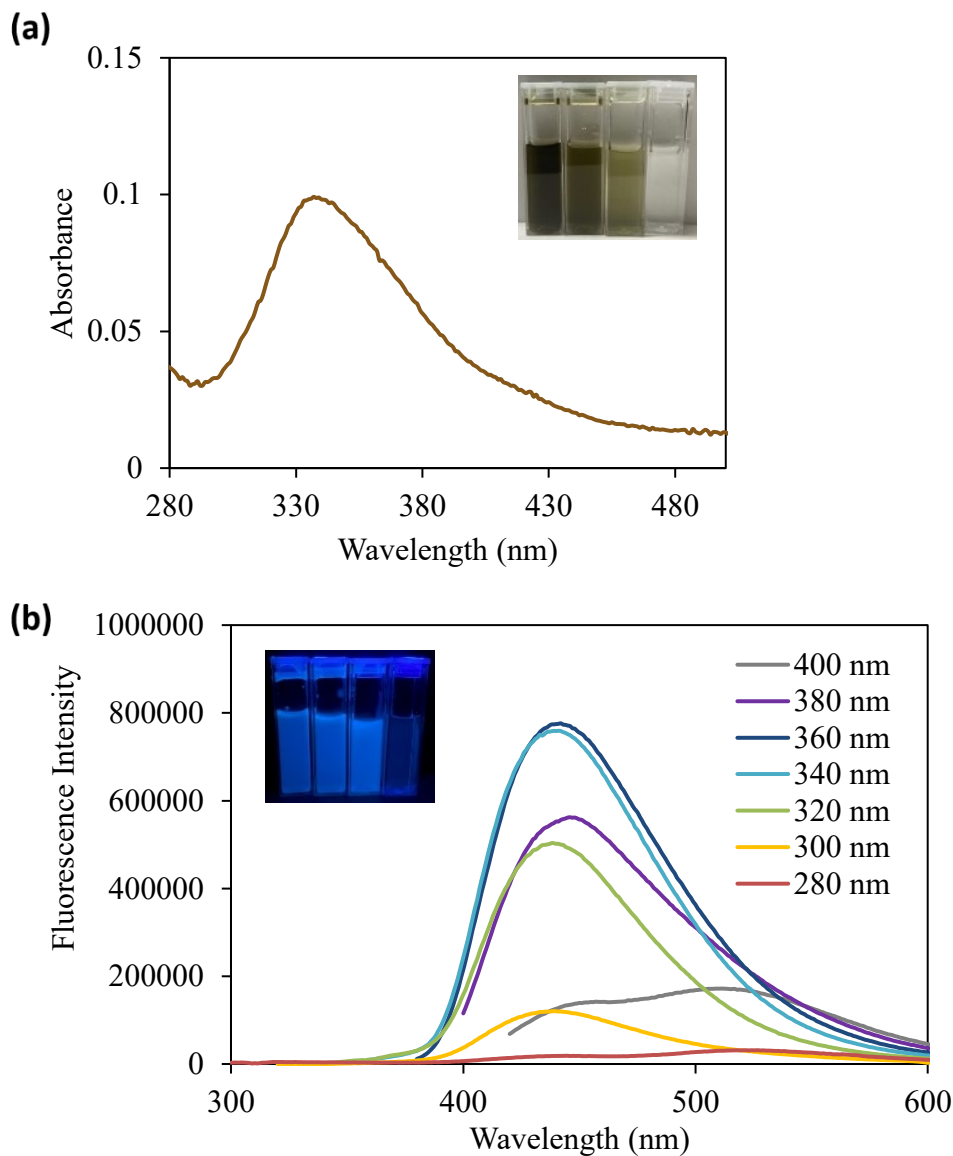 (a)
0.15
0.1
0.05
0
Absorbance
280 330 380 430 480
Wavelength (nm)
(b)
1000000
800000
600000
400000
200000
0
Fluorescence Intensity
400 nm
380 nm
360 nm
340 nm
320 nm
300 nm
280 nm
300 400 500 600
Wavelength (nm)